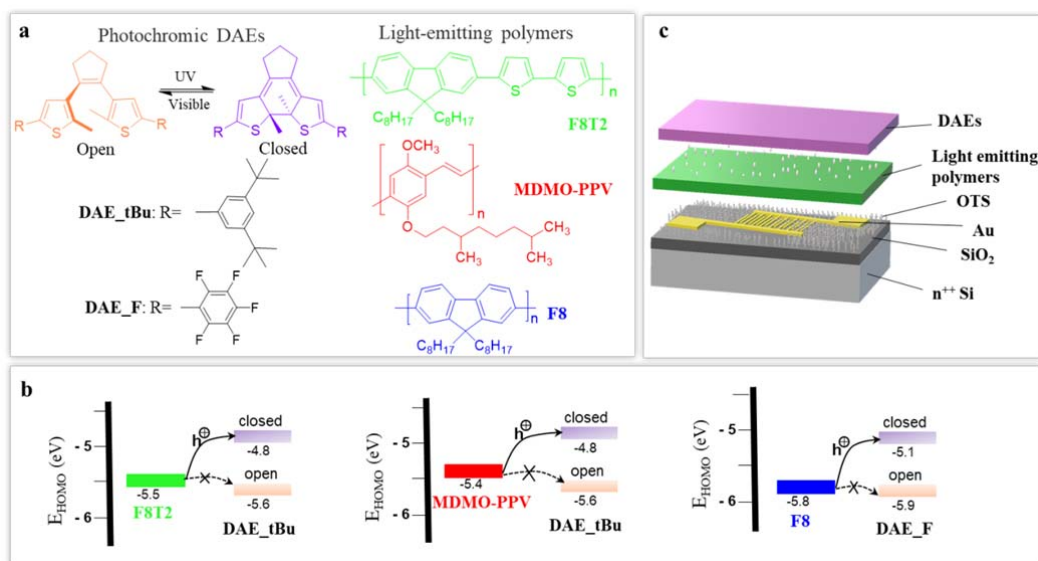 a
Photochromic DAEs
Light-emitting polymers
UV
Visible
R
S
S
R
R
S
S
R
Open
Closed
S
S
n
C8H17 C8H17
F8T2
DAE_tBu: R=
OCH3
n
O
CH3
CH3
CH3
MDMO-PPV
DAE_F: R=
F
F
F
F
F
F
n
C8H17 C8H17
F8
c
DAEs
Light emitting
polymers
OTS
Au
SiO2
n++ Si
b
EHOMO (eV)
- 5
- 6
h⊕
closed
-4.8
open
-5.6
-5.5
F8T2
DAE_tBu
EHOMO (eV)
- 5
- 6
h⊕
closed
-4.8
open
-5.6
-5.4
MDMO-PPV
DAE_tBu
EHOMO (eV)
- 5
- 6
h⊕
closed
-5.1
open
-5.9
-5.8
F8
DAE_F